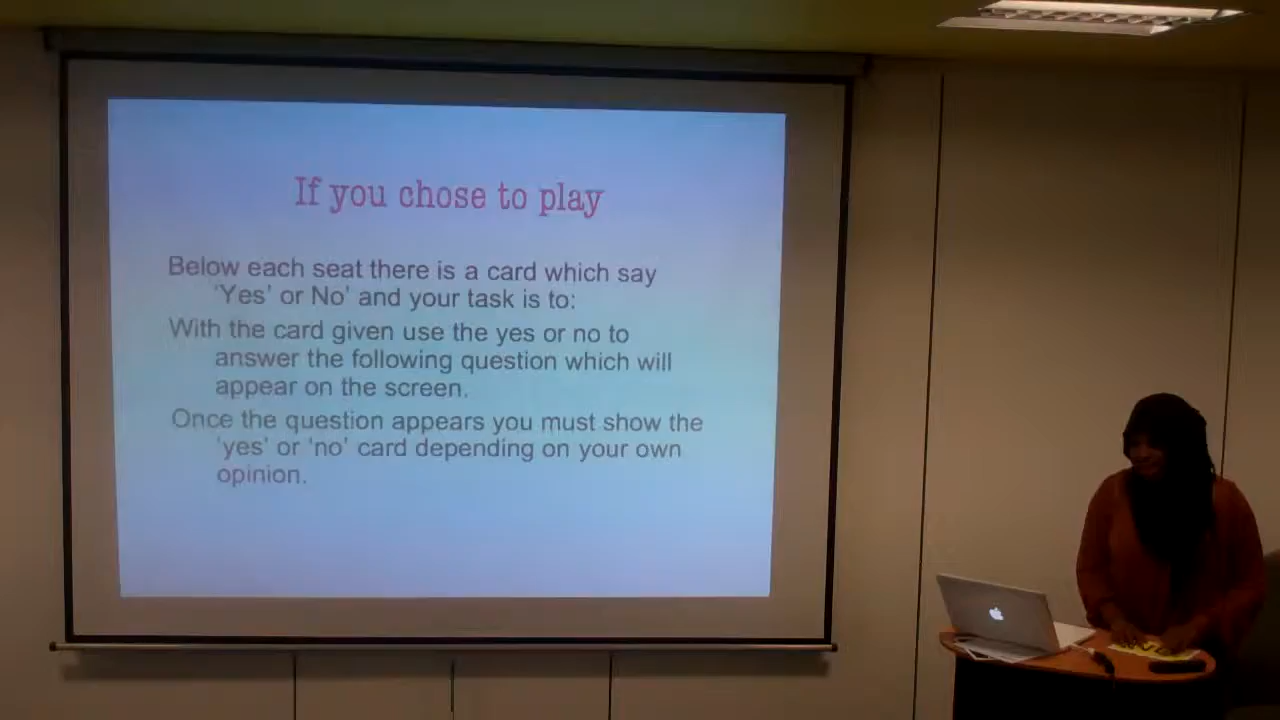 If you chose to play
Below each seat there is a card which say
'Yes' or No' and your task is to:
With the card given use the yes or no to
answer the following question which will
appear on the screen.
Once the question appears you must show the
'yes' or 'no' card depending on your own
opinion.